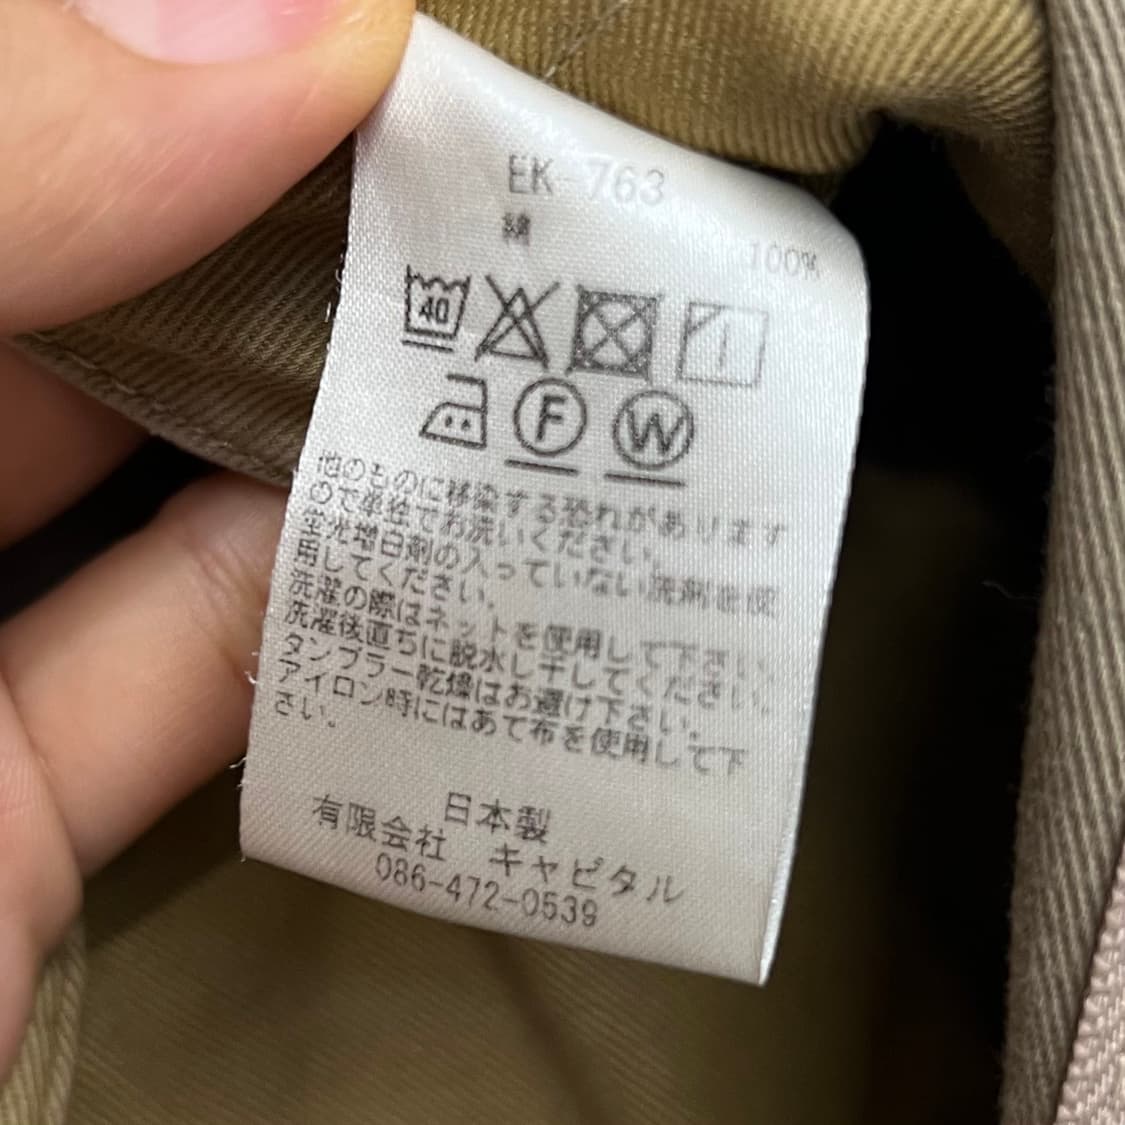 EK-763
綿 100%
40
F W
他のものに移染する恐れがあります
ので単独でお洗いください。
蛍光増白剤の入っていない洗剤を使
用してください。
洗濯の際はネットを使用して下さい。
洗濯後直ちに脱水し干してください。
タンブラー乾燥はお避け下さい。
アイロン時にはあて布を使用して下
さい。
日本製
有限会社 キャピタル
086-472-0539